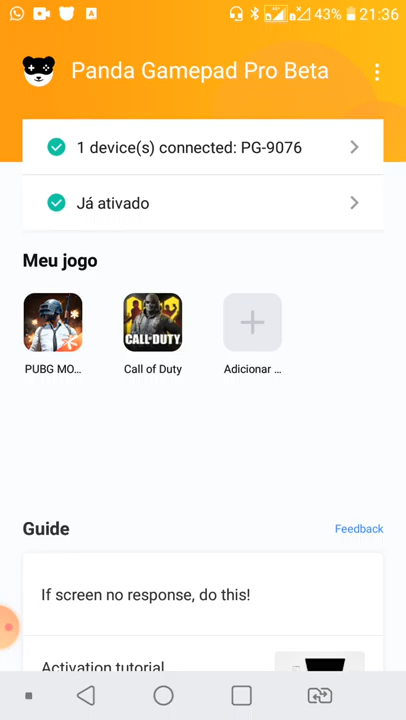 43% 21:36
Panda Gamepad Pro Beta
1 device(s) connected: PG-9076
Já ativado
Meu jogo
CALL·DUTY
PUBG MO... Call of Duty Adicionar ...
Guide Feedback
If screen no response, do this!
Activation tutorial